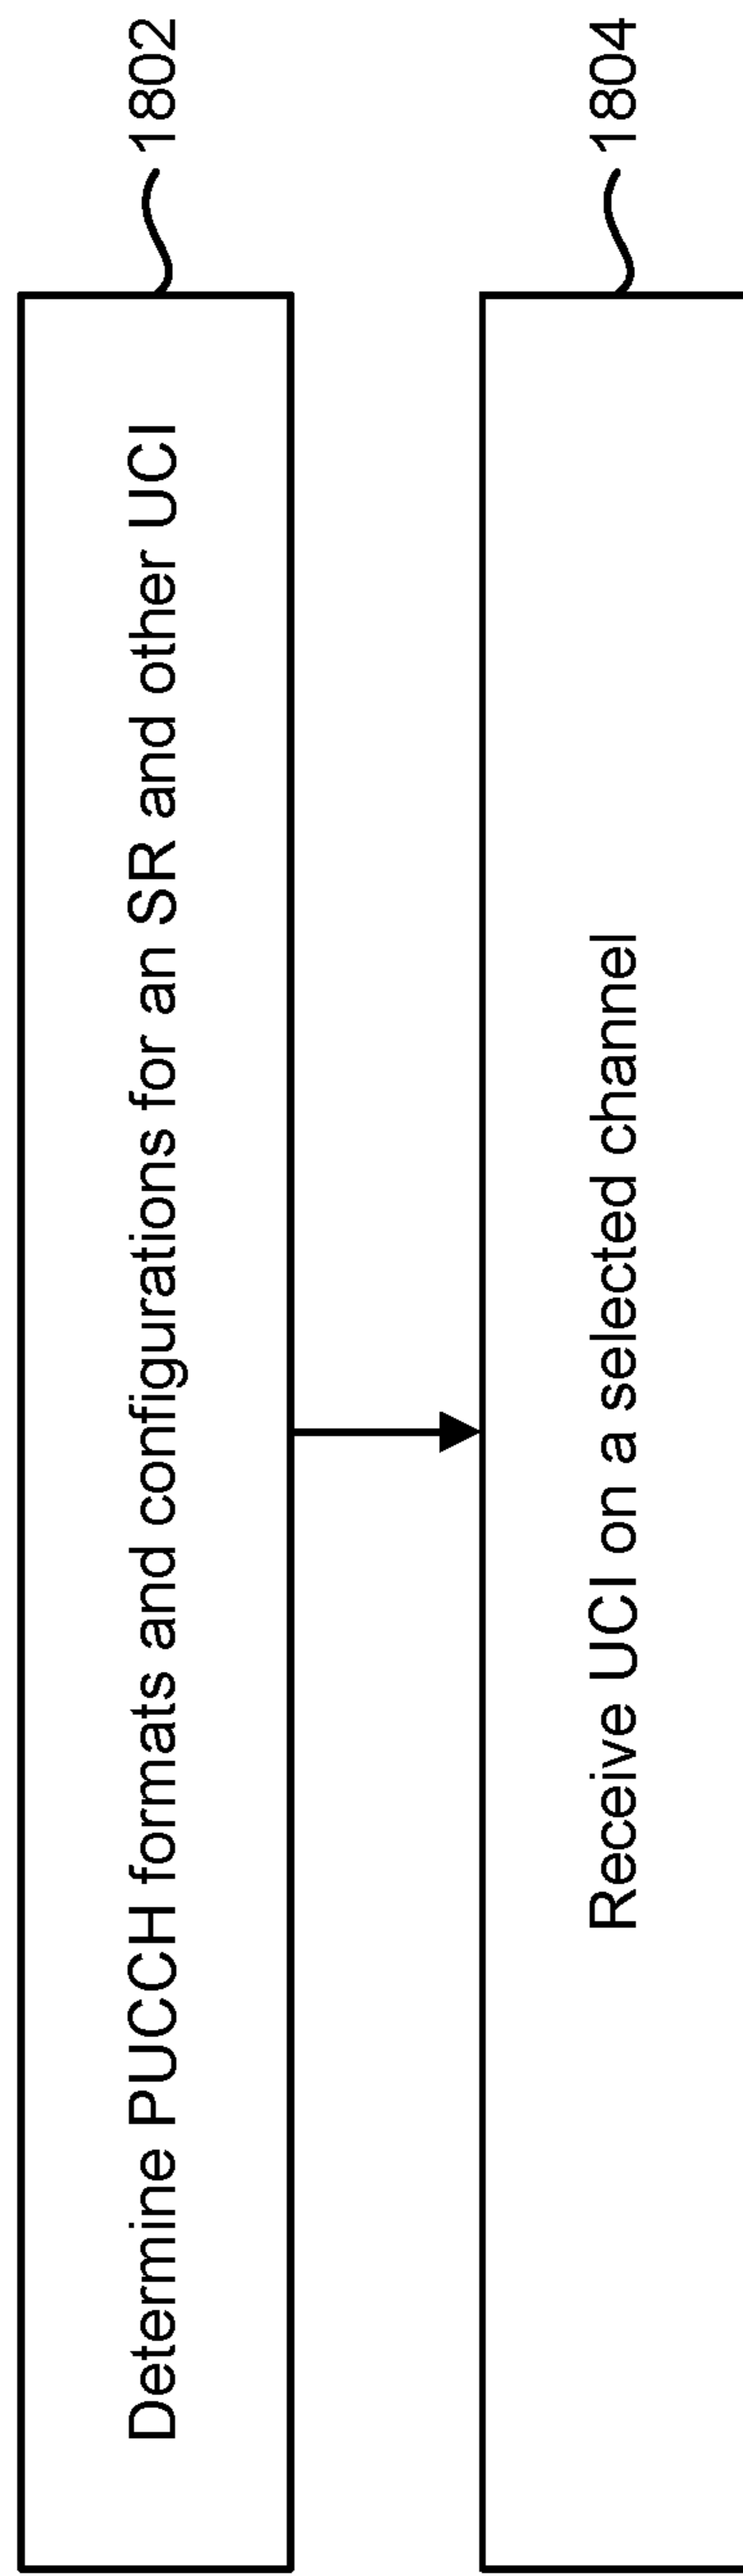 Determine PUCCH formats and configurations for an SR and other UCI
1802
Receive UCI on a selected channel
1804